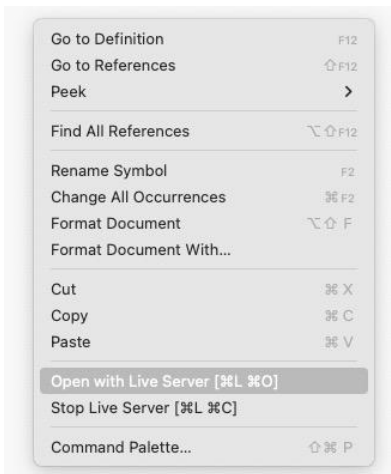 Go to Definition F12
Go to References ⇧F12
Peek >
Find All References ⌥⇧F12
Rename Symbol F2
Change All Occurrences ⌘F2
Format Document ⌥⇧ F
Format Document With...
Cut ⌘ X
Copy ⌘ C
Paste ⌘ V
Open with Live Server [⌘L ⌘O]
Stop Live Server [⌘L ⌘C]
Command Palette... ⇧⌘ P